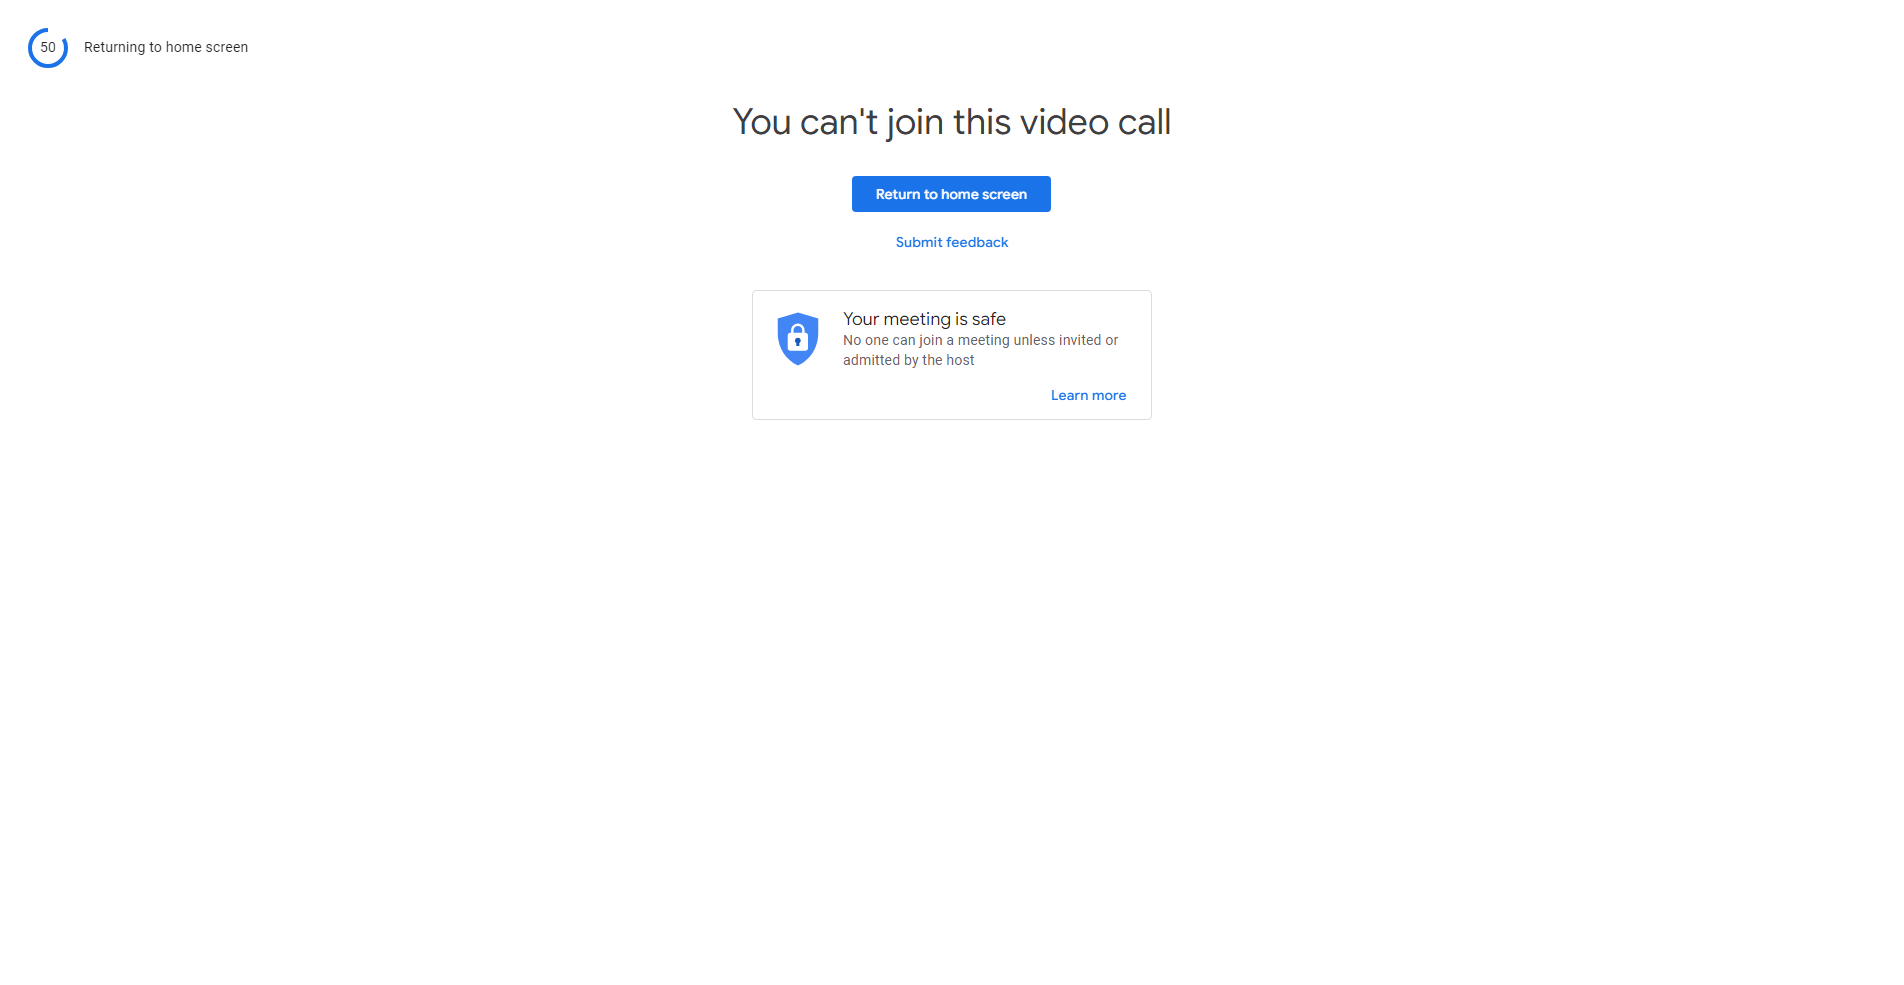 50
Returning to home screen
You can't join this video call
Return to home screen
Submit feedback
Your meeting is safe
No one can join a meeting unless invited or
admitted by the host
Learn more